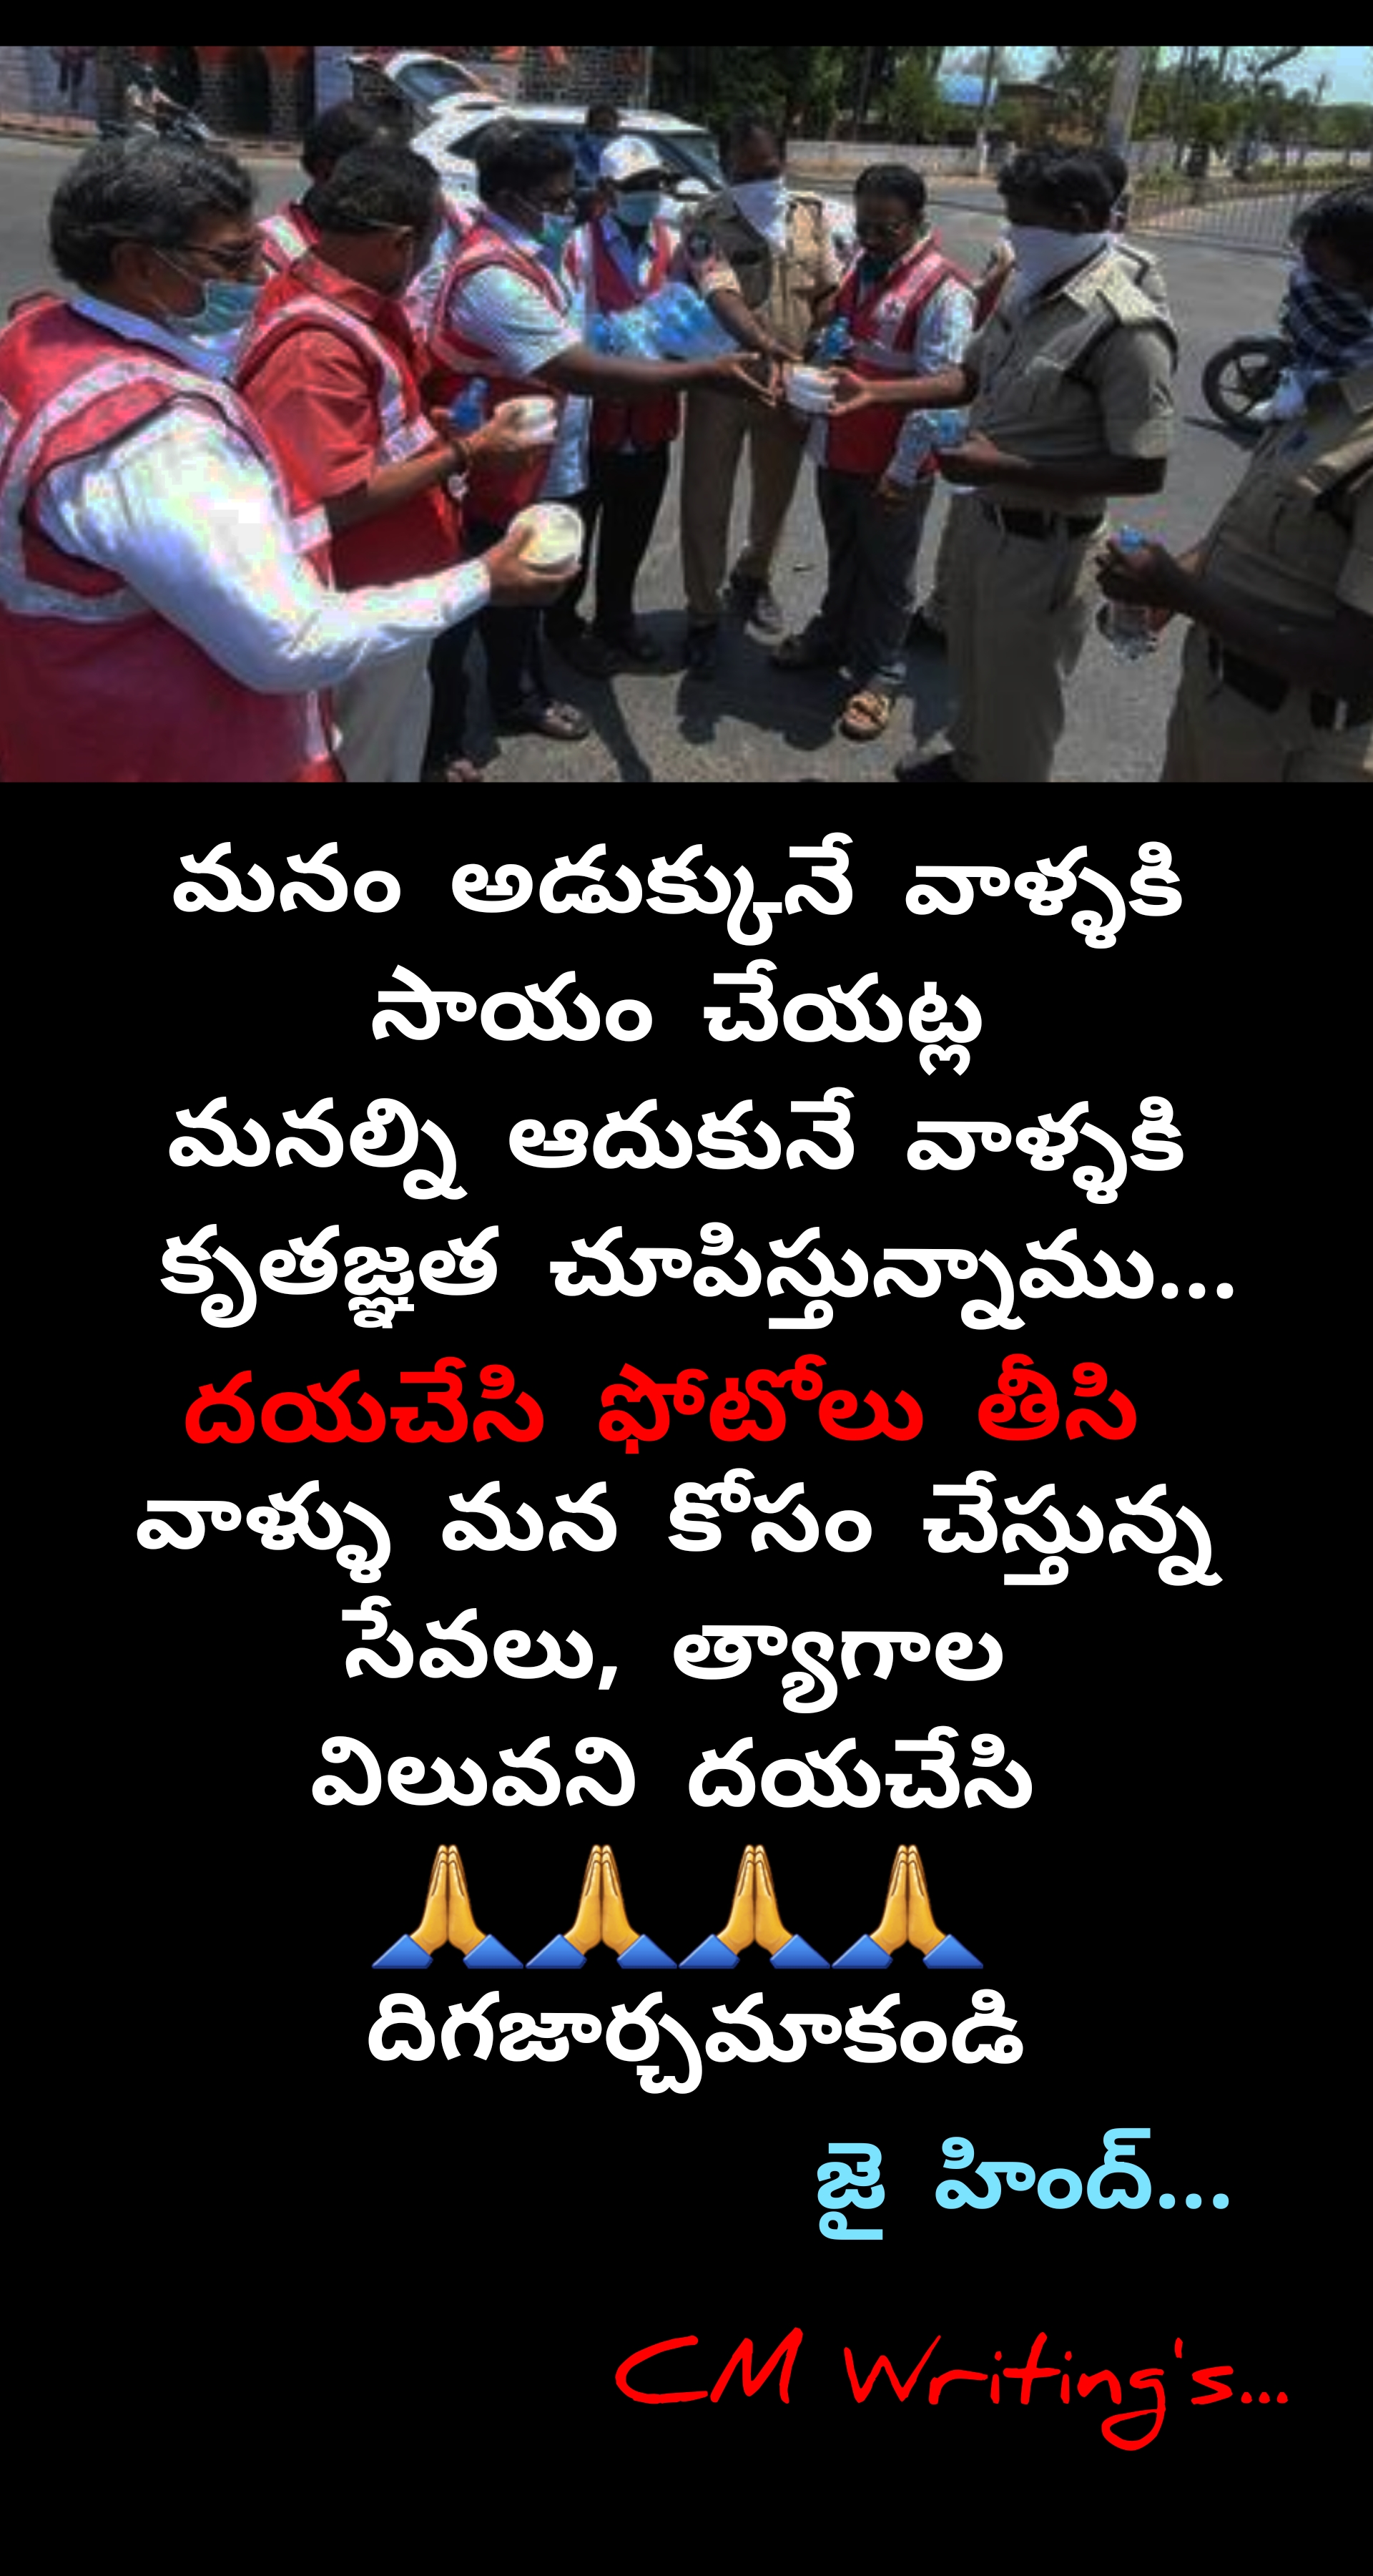 మనం అడుక్కునే వాళ్ళకి
సాయం చేయట్ల
మనల్ని ఆదుకునే వాళ్ళకి
కృతజ్ఞత చూపిస్తున్నాము...
దయచేసి ఫోటోలు తీసి
వాళ్ళు మన కోసం చేస్తున్న
సేవలు, త్యాగాల
విలువని దయచేసి
🙏🙏🙏🙏
దిగజార్చమాకండి
జై హింద్...
CM Writing's...